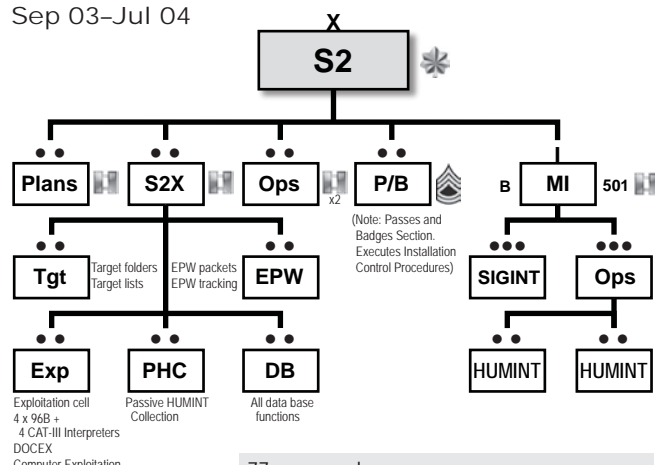 Sep 03–Jul 04
X
S2
Plans
S2X
Ops
x2
P/B
B
MI
501
(Note: Passes and
Badges Section.
Executes Installation
Control Procedures)
Tgt
Target folders
Target lists
EPW packets
EPW tracking
EPW
SIGINT
Ops
Exp
PHC
DB
HUMINT
HUMINT
Exploitation cell
4 x 96B +
4 CAT-III Interpreters
DOCEX
Computer Exploitation
Passive HUMINT
Collection
All data base
functions